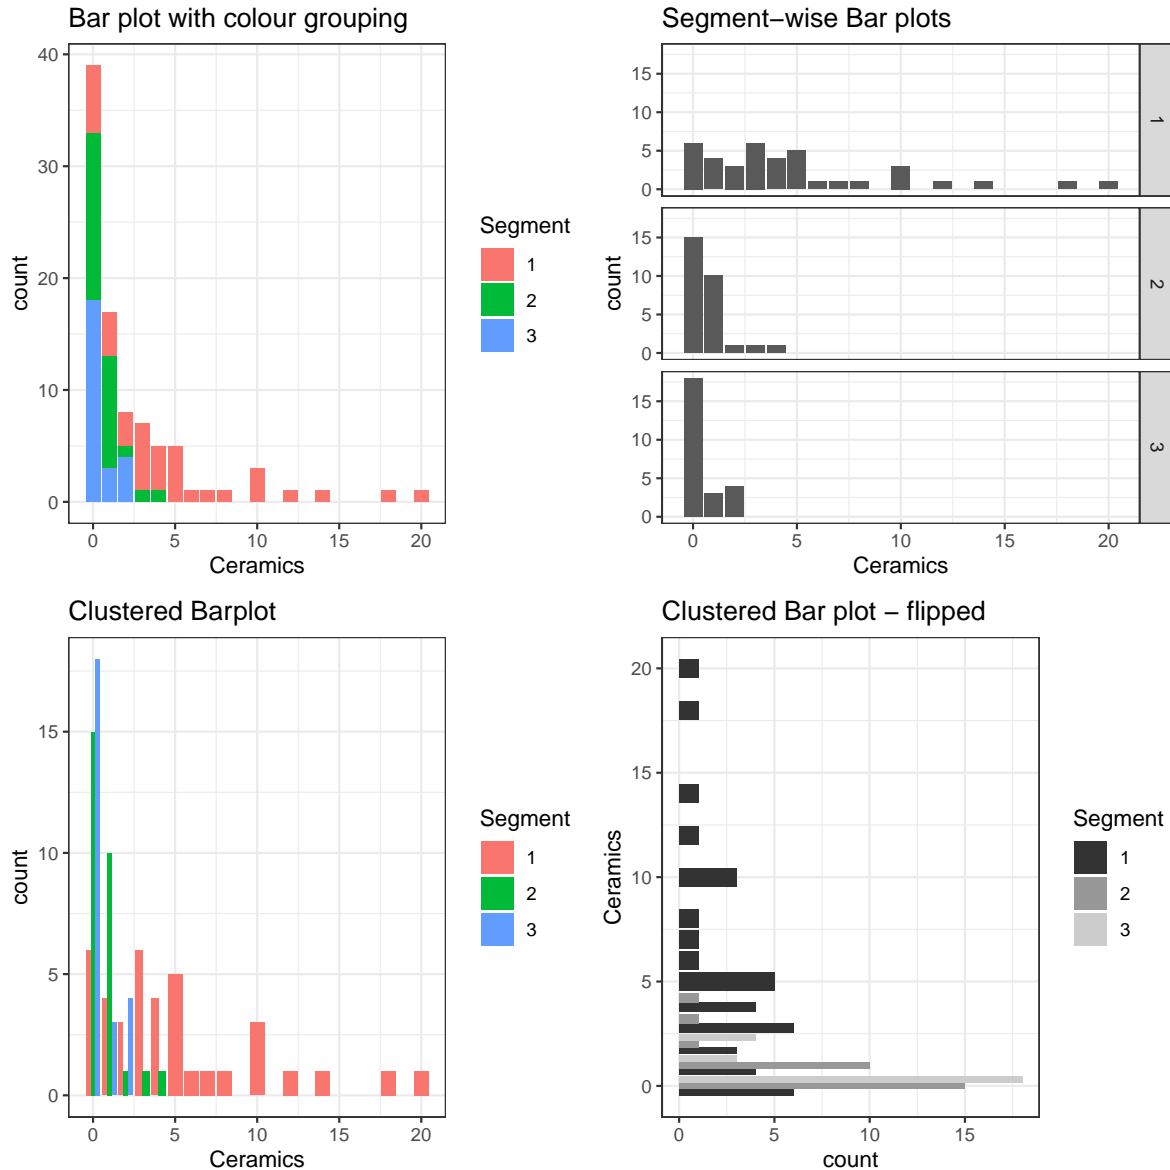 Bar plot with colour grouping
40
30
20
10
0
count
0 5 10 15 20
Ceramics
Segment
1
2
3
Segment−wise Bar plots
15
10
5
0
1
15
10
5
0
2
15
10
5
0
3
count
0 5 10 15 20
Ceramics
Clustered Barplot
15
10
5
0
count
0 5 10 15 20
Ceramics
Segment
1
2
3
Clustered Bar plot − flipped
20
15
10
5
0
Ceramics
0 5 10 15
count
Segment
1
2
3